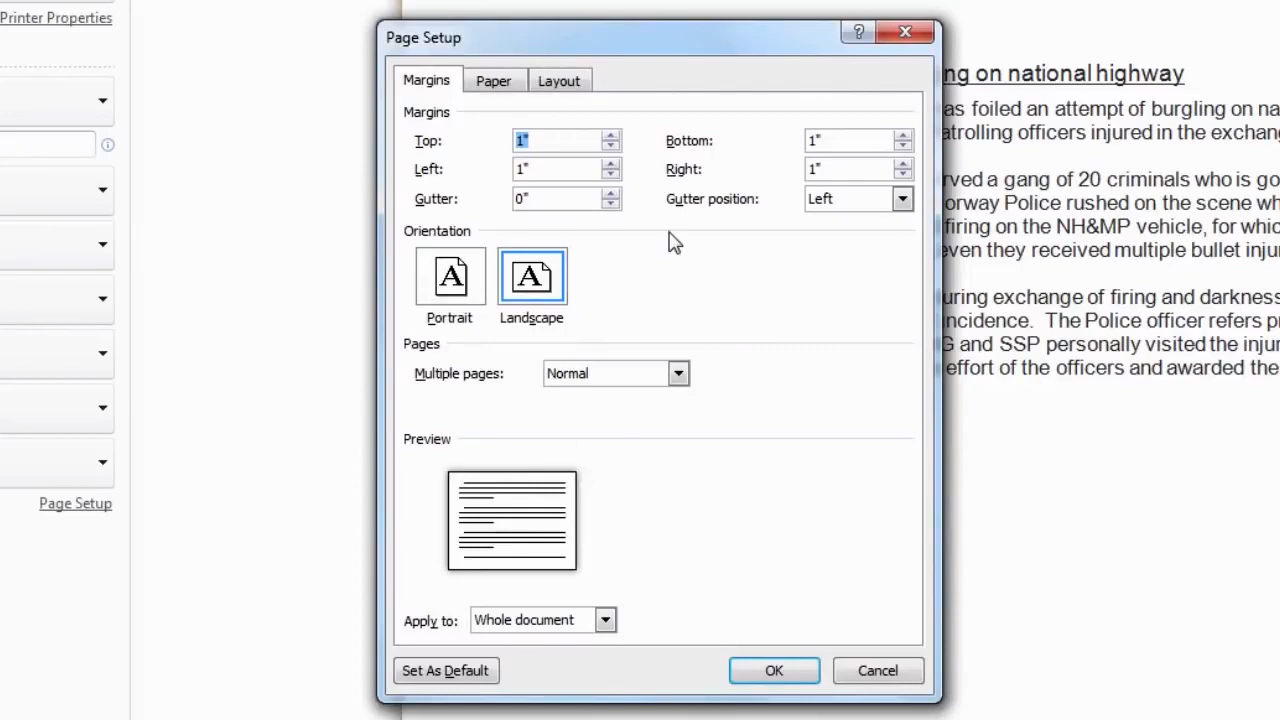 Printer Properties
Page Setup
Page Setup
?
Margins Paper Layout
Margins
Top: 1" Bottom: 1"
Left: 1" Right: 1"
Gutter: 0" Gutter position: Left
Orientation
A A
Portrait Landscape
Pages
Multiple pages: Normal
Preview
Apply to: Whole document
Set As Default OK Cancel
ng on national highway
as foiled an attempt of burgling on na
atrolling officers injured in the exchan
rved a gang of 20 criminals who is go
orway Police rushed on the scene wh
firing on the NH&MP vehicle, for whic
even they received multiple bullet inju
uring exchange of firing and darkness
incidence. The Police officer refers pr
G and SSP personally visited the injur
effort of the officers and awarded the